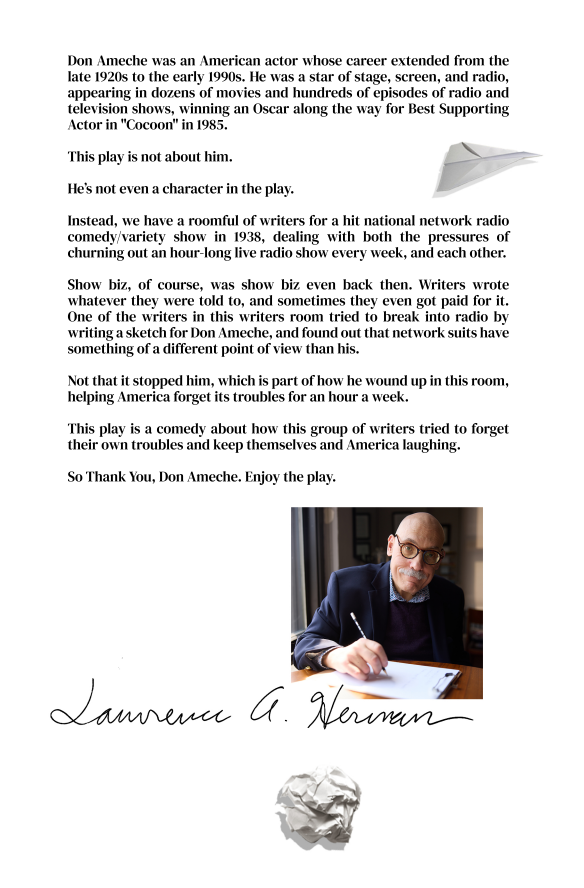 Don Ameche was an American actor whose career extended from the
late 1920s to the early 1990s. He was a star of stage, screen, and radio,
appearing in dozens of movies and hundreds of episodes of radio and
television shows, winning an Oscar along the way for Best Supporting
Actor in "Cocoon" in 1985.
This play is not about him.
He’s not even a character in the play.
Instead, we have a roomful of writers for a hit national network radio
comedy/variety show in 1938, dealing with both the pressures of
churning out an hour-long live radio show every week, and each other.
Show biz, of course, was show biz even back then. Writers wrote
whatever they were told to, and sometimes they even got paid for it.
One of the writers in this writers room tried to break into radio by
writing a sketch for Don Ameche, and found out that network suits have
something of a different point of view than his.
Not that it stopped him, which is part of how he wound up in this room,
helping America forget its troubles for an hour a week.
This play is a comedy about how this group of writers tried to forget
their own troubles and keep themselves and America laughing.
So Thank You, Don Ameche. Enjoy the play.
Lawrence A. Herman